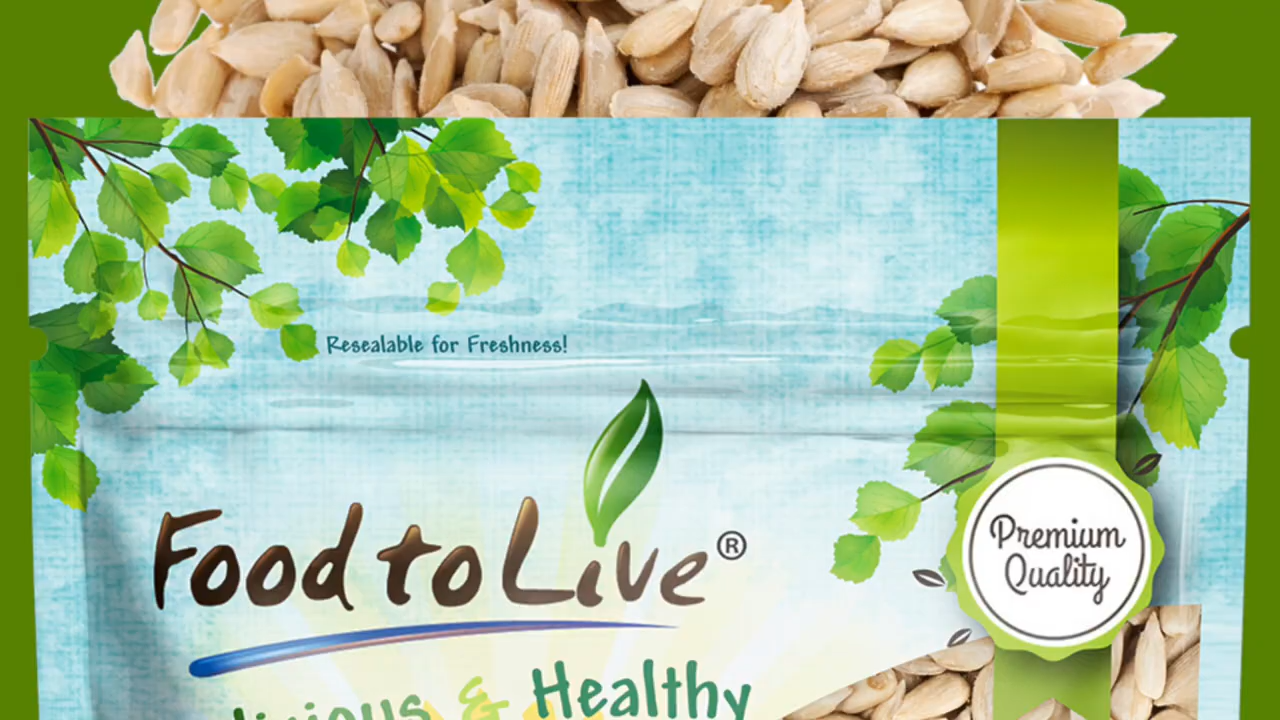 Resealable for Freshness!
Food to Live®
Premium
Quality
& Healthy